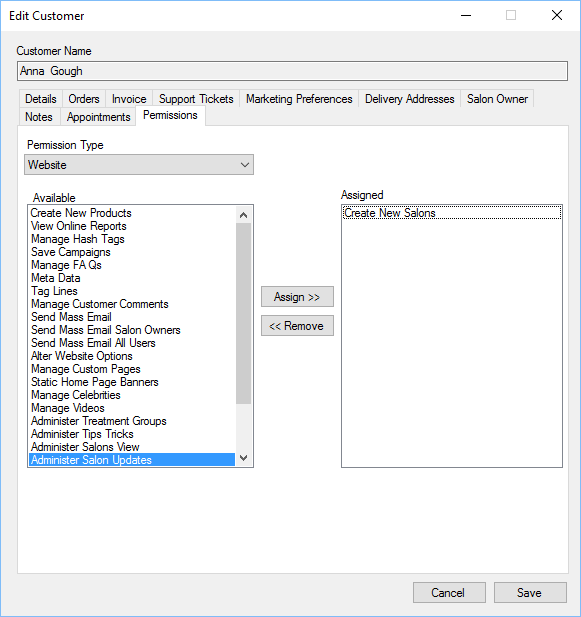 Edit Customer
Customer Name
Anna  Gough
Details Orders Invoice Support Tickets Marketing Preferences Delivery Addresses Salon Owner
Notes Appointments Permissions
Permission Type
Website
Available
Create New Products
View Online Reports
Manage Hash Tags
Save Campaigns
Manage FA Qs
Meta Data
Tag Lines
Manage Customer Comments
Send Mass Email
Send Mass Email Salon Owners
Send Mass Email All Users
Alter Website Options
Manage Custom Pages
Static Home Page Banners
Manage Celebrities
Manage Videos
Administer Treatment Groups
Administer Tips Tricks
Administer Salons View
Administer Salon Updates
Assign >>
<< Remove
Assigned
Create New Salons
Cancel Save